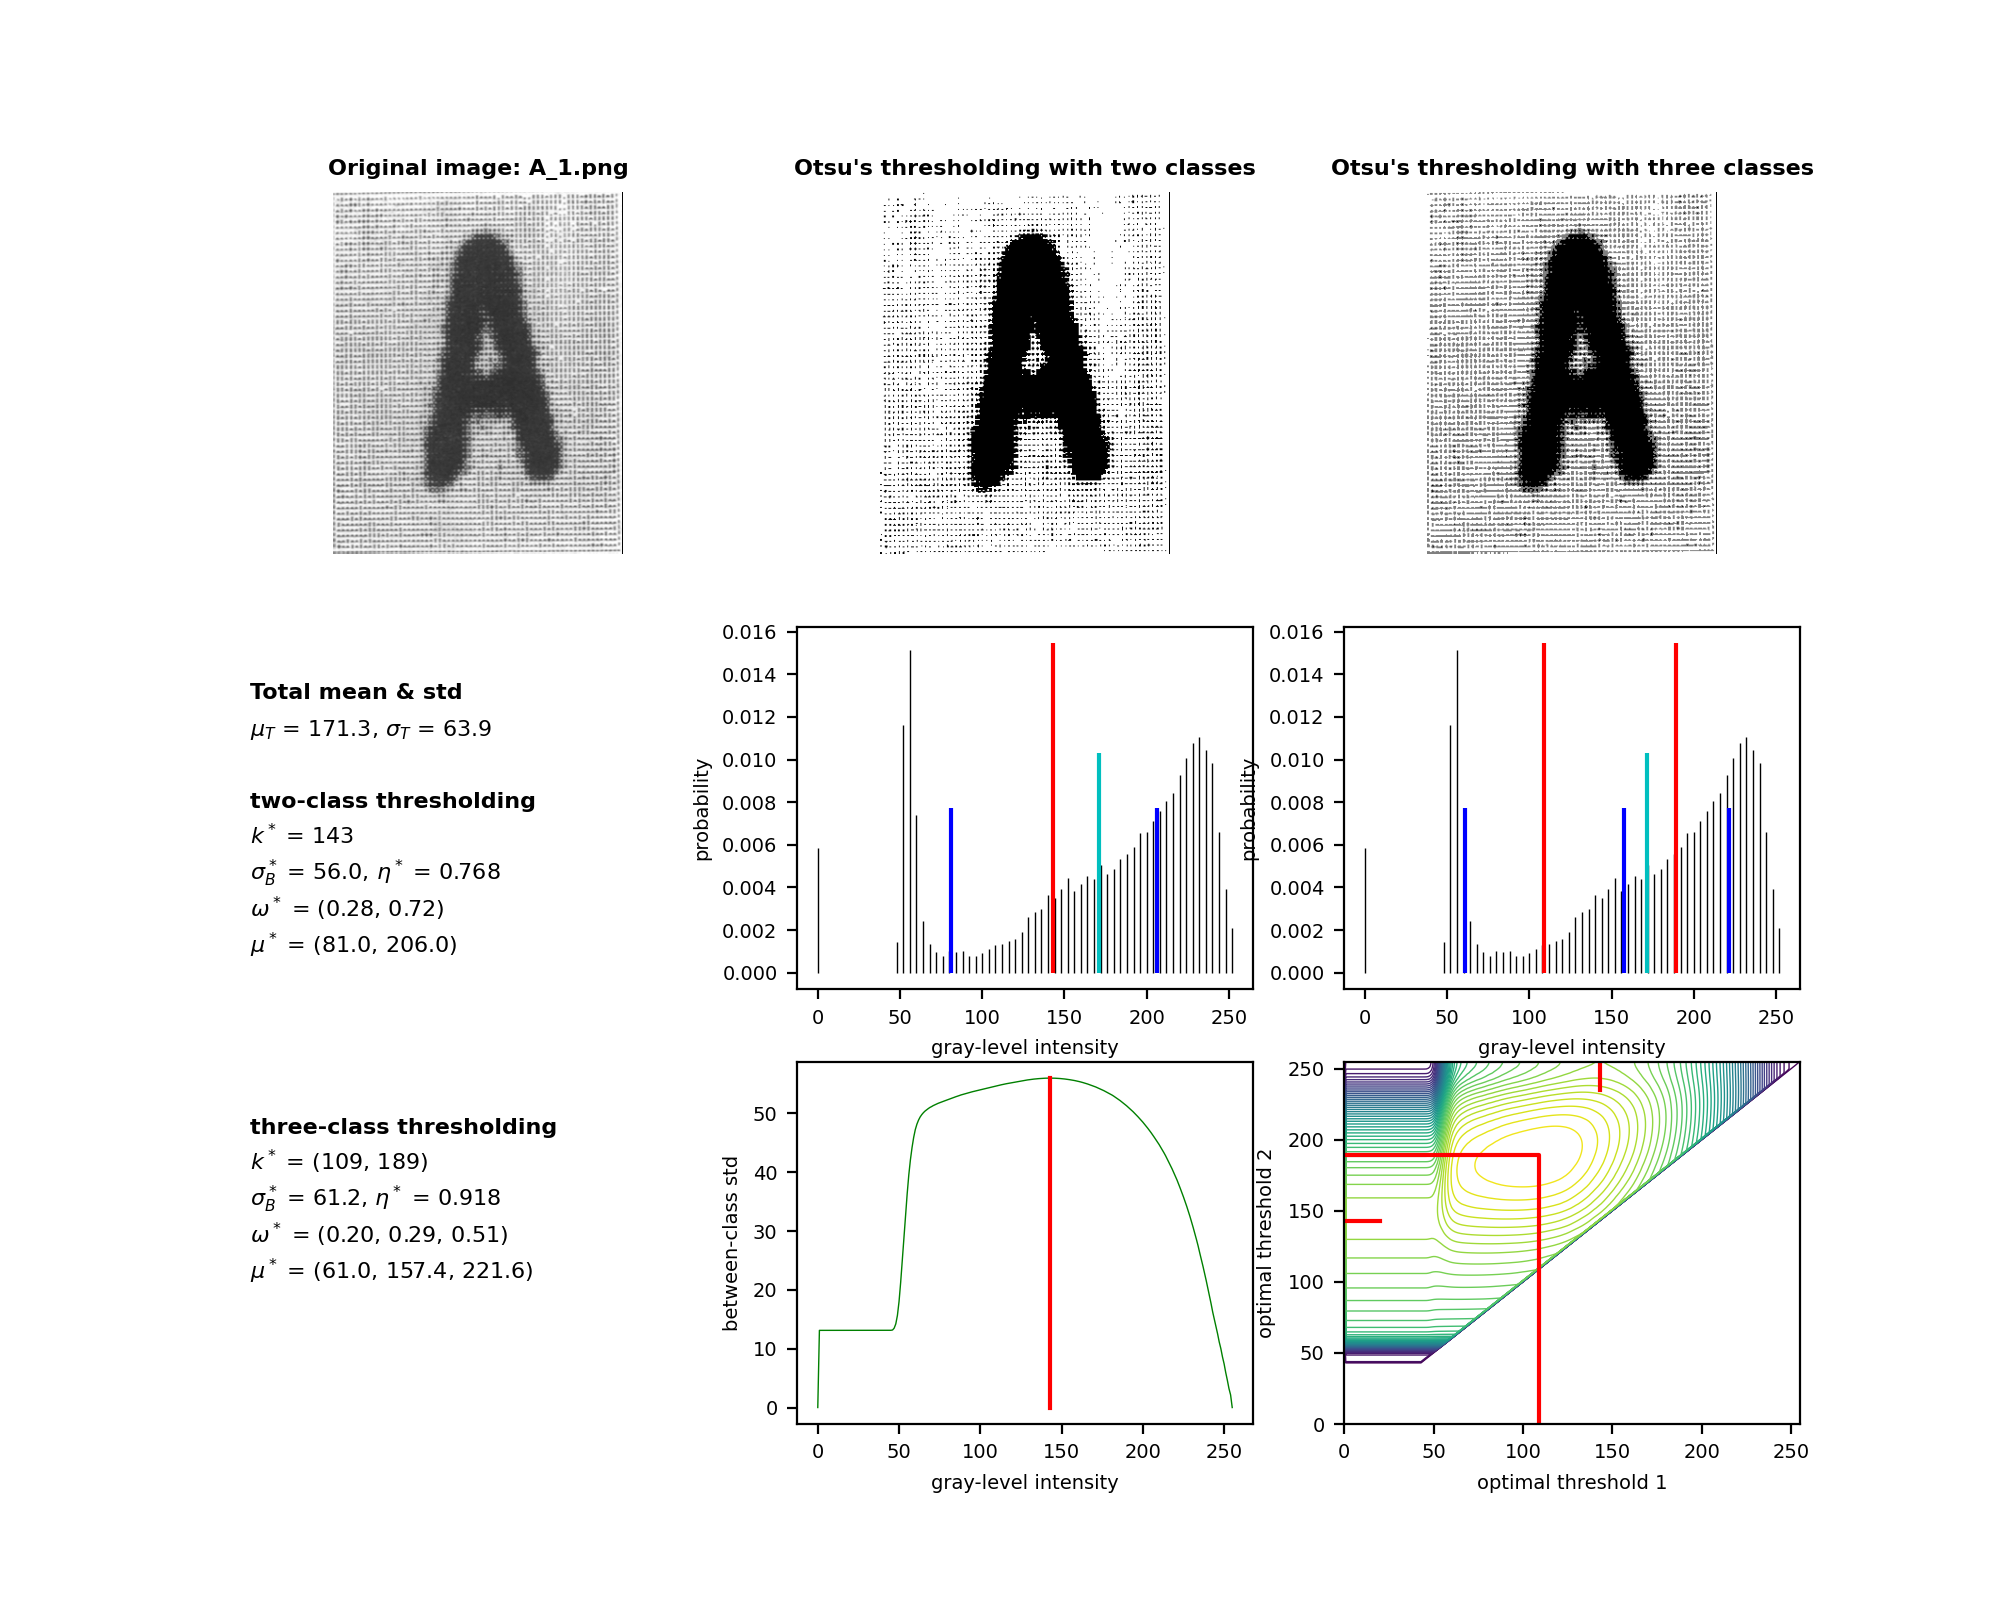 Original image: A_1.png
Otsu's thresholding with two classes
Otsu's thresholding with three classes
A
A
A
Total mean & std
μT = 171.3, σT = 63.9
two-class thresholding
k* = 143
σ*B = 56.0, η* = 0.768
ω* = (0.28, 0.72)
μ* = (81.0, 206.0)
probability
0.016
0.014
0.012
0.010
0.008
0.006
0.004
0.002
0.000
0 50 100 150 200 250
gray-level intensity
probability
0.016
0.014
0.012
0.010
0.008
0.006
0.004
0.002
0.000
0 50 100 150 200 250
gray-level intensity
three-class thresholding
k* = (109, 189)
σ*B = 61.2, η* = 0.918
ω* = (0.20, 0.29, 0.51)
μ* = (61.0, 157.4, 221.6)
between-class std
50
40
30
20
10
0
0 50 100 150 200 250
gray-level intensity
optimal threshold 2
250
200
150
100
50
0
0 50 100 150 200 250
optimal threshold 1